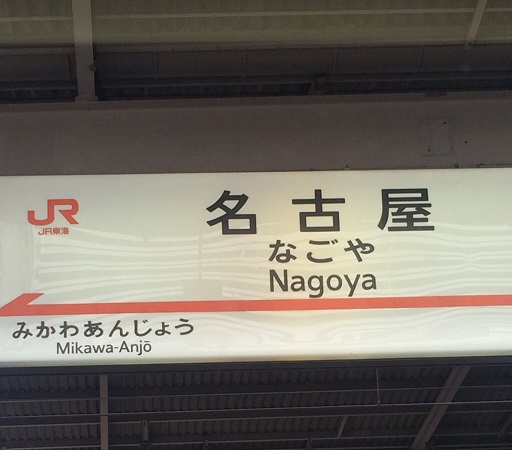 JR
JR東海
名古屋
なごや
Nagoya
みかわあんじょう
Mikawa-Anjō